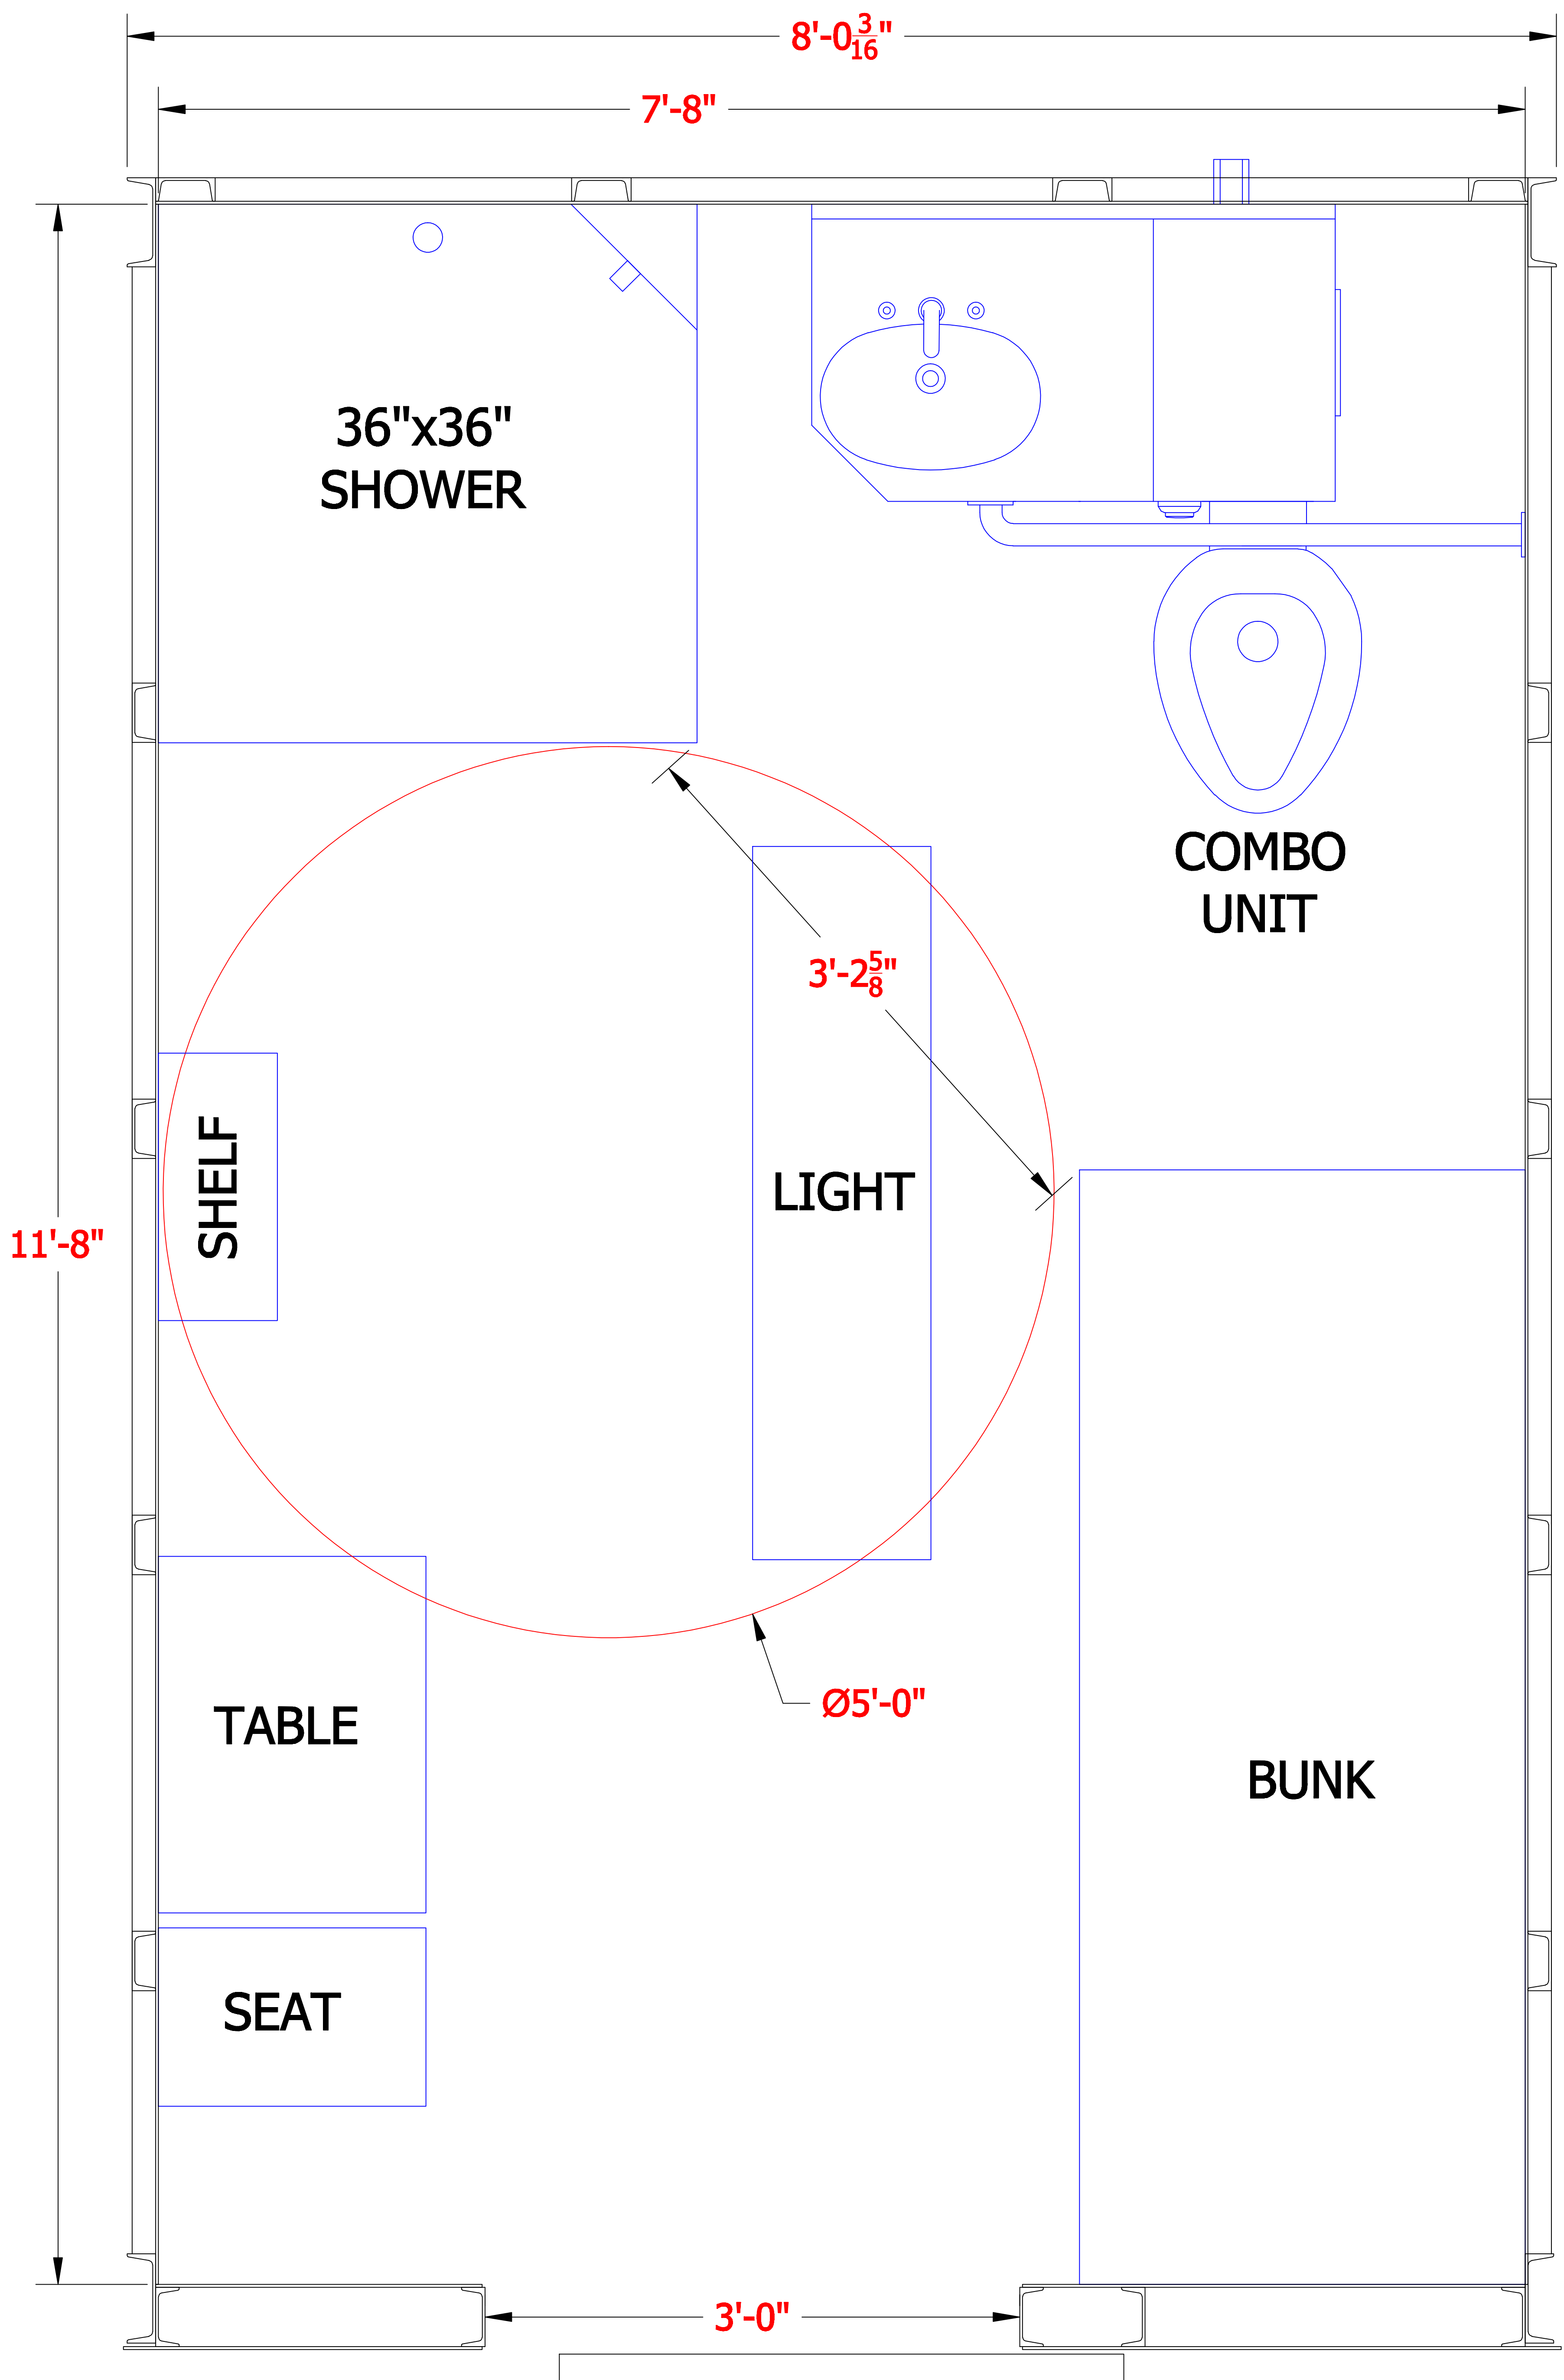 8'-0 3/16"
7'-8"
36"x36"
SHOWER
COMBO
UNIT
3'-2 5/8"
SHELF
LIGHT
11'-8"
Ø5'-0"
TABLE
BUNK
SEAT
3'-0"